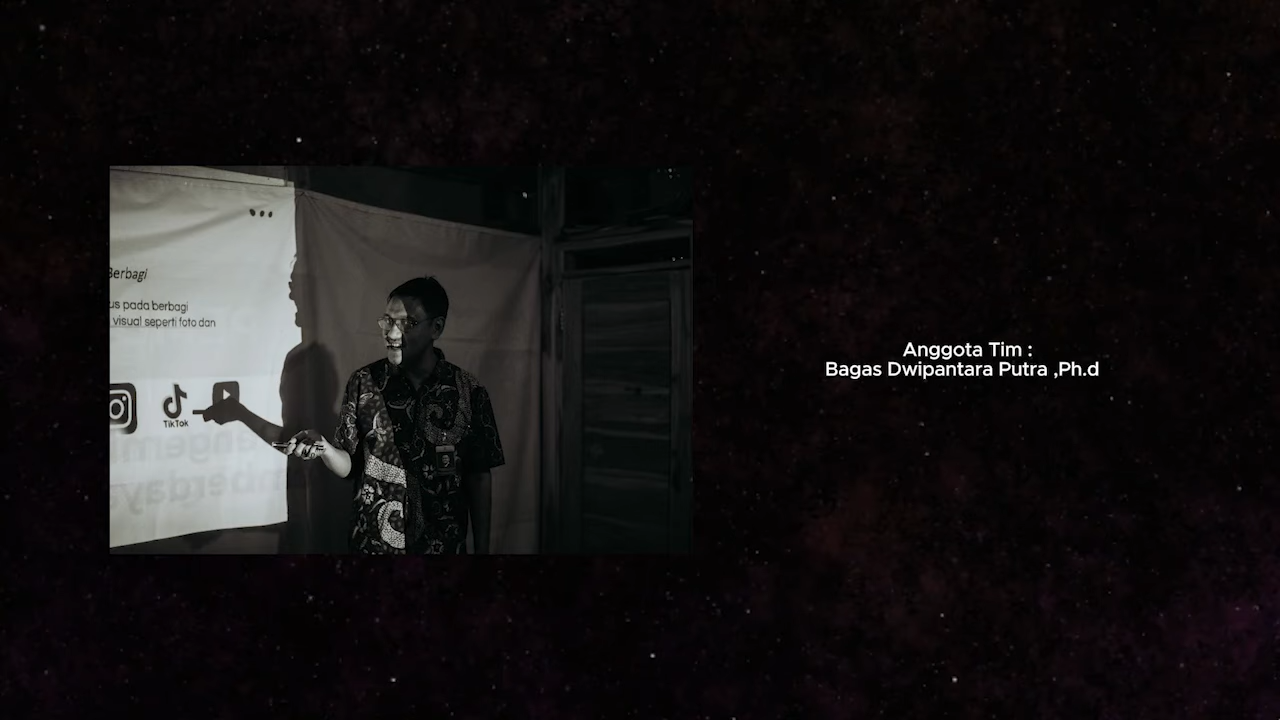 Berbagi
us pada berbagi
visual seperti foto dan
TikTok
Anggota Tim :
Bagas Dwipantara Putra ,Ph.d